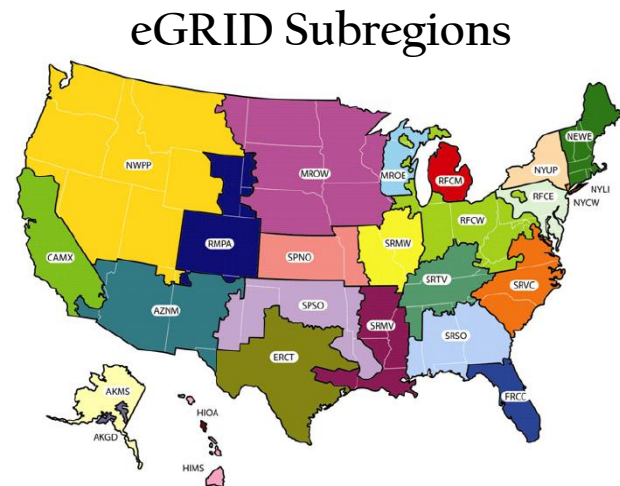 eGRID Subregions
NWPP
MROW
MROE
RFCM
NEWE
NYUP
NYLI
NYCW
RFCE
RFCW
RMPA
SPNO
SRMW
CAMX
SRTV
SRVC
AZNM
SPSO
SRMV
SRSO
ERCT
FRCC
AKMS
AKGD
HIOA
HIMS